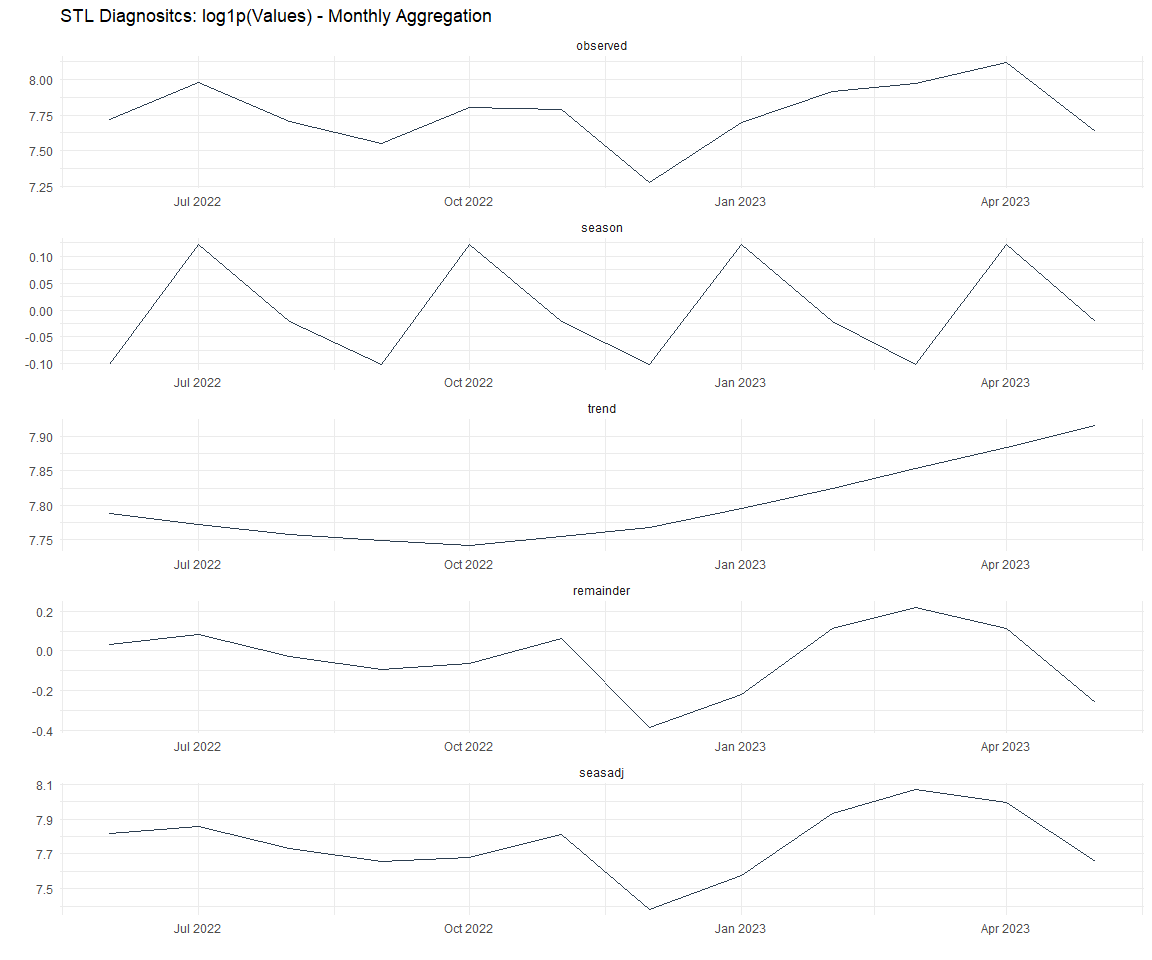 STL Diagnositcs: log1p(Values) - Monthly Aggregation
observed
8.00
7.75
7.50
7.25
Jul 2022 Oct 2022 Jan 2023 Apr 2023
season
0.10
0.05
0.00
-0.05
-0.10
Jul 2022 Oct 2022 Jan 2023 Apr 2023
trend
7.90
7.85
7.80
7.75
Jul 2022 Oct 2022 Jan 2023 Apr 2023
remainder
0.2
0.0
-0.2
-0.4
Jul 2022 Oct 2022 Jan 2023 Apr 2023
seasadj
8.1
7.9
7.7
7.5
Jul 2022 Oct 2022 Jan 2023 Apr 2023